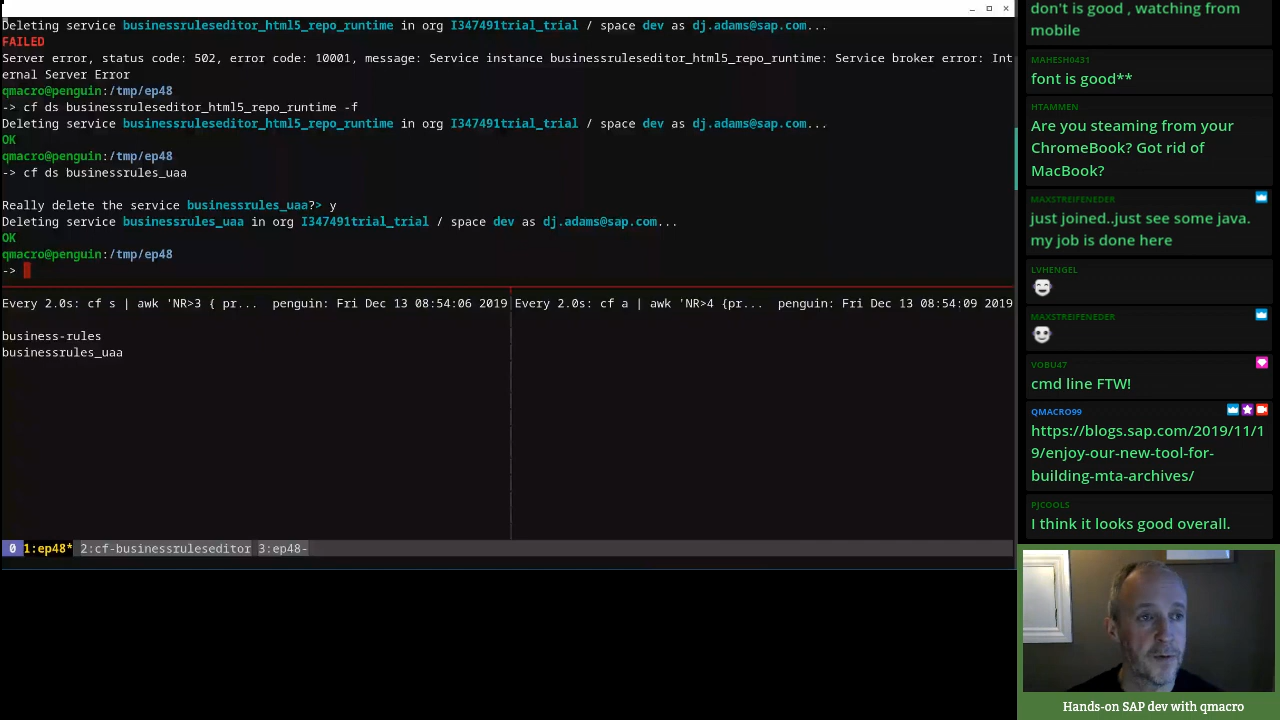 Deleting service businessruleseditor_html5_repo_runtime in org I347491trial_trial / space dev as dj.adams@sap.com...
FAILED
Server error, status code: 502, error code: 10001, message: Service instance businessruleseditor_html5_repo_runtime: Service broker error: Int
ernal Server Error
qmacro@penguin:/tmp/ep48
-> cf ds businessruleseditor_html5_repo_runtime -f
Deleting service businessruleseditor_html5_repo_runtime in org I347491trial_trial / space dev as dj.adams@sap.com...
OK
qmacro@penguin:/tmp/ep48
-> cf ds businessrules_uaa
Really delete the service businessrules_uaa?> y
Deleting service businessrules_uaa in org I347491trial_trial / space dev as dj.adams@sap.com...
OK
qmacro@penguin:/tmp/ep48
->
Every 2.0s: cf s | awk 'NR>3 { pr... penguin: Fri Dec 13 08:54:06 2019
business-rules
businessrules_uaa
Every 2.0s: cf a | awk 'NR>4 {pr... penguin: Fri Dec 13 08:54:09 2019
0 1:ep48* 2:cf-businessruleseditor 3:ep48-
don't is good , watching from
mobile
MAHESH0431
font is good**
HTAMMEN
Are you steaming from your
ChromeBook? Got rid of
MacBook?
MAXSTREIFENEDER
just joined..just see some java.
my job is done here
LVHENGEL
MAXSTREIFENEDER
VOBU47
cmd line FTW!
QMACRO99
https://blogs.sap.com/2019/11/1
9/enjoy-our-new-tool-for-
building-mta-archives/
PJCOOLS
I think it looks good overall.
Hands-on SAP dev with qmacro